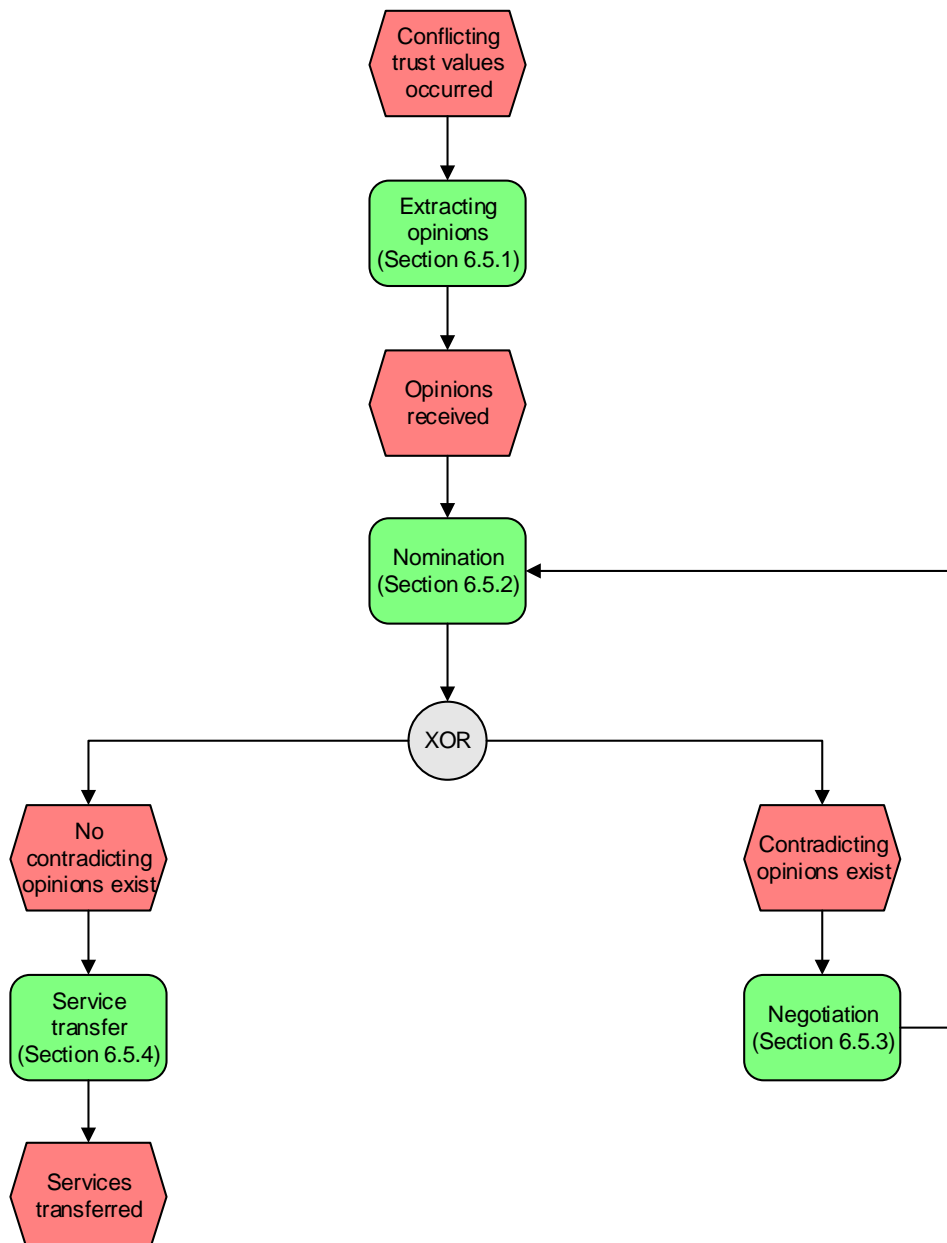 Conflicting
trust values
occurred
Extracting
opinions
(Section 6.5.1)
Opinions
received
Nomination
(Section 6.5.2)
XOR
No
contradicting
opinions exist
Contradicting
opinions exist
Service
transfer
(Section 6.5.4)
Negotiation
(Section 6.5.3)
Services
transferred